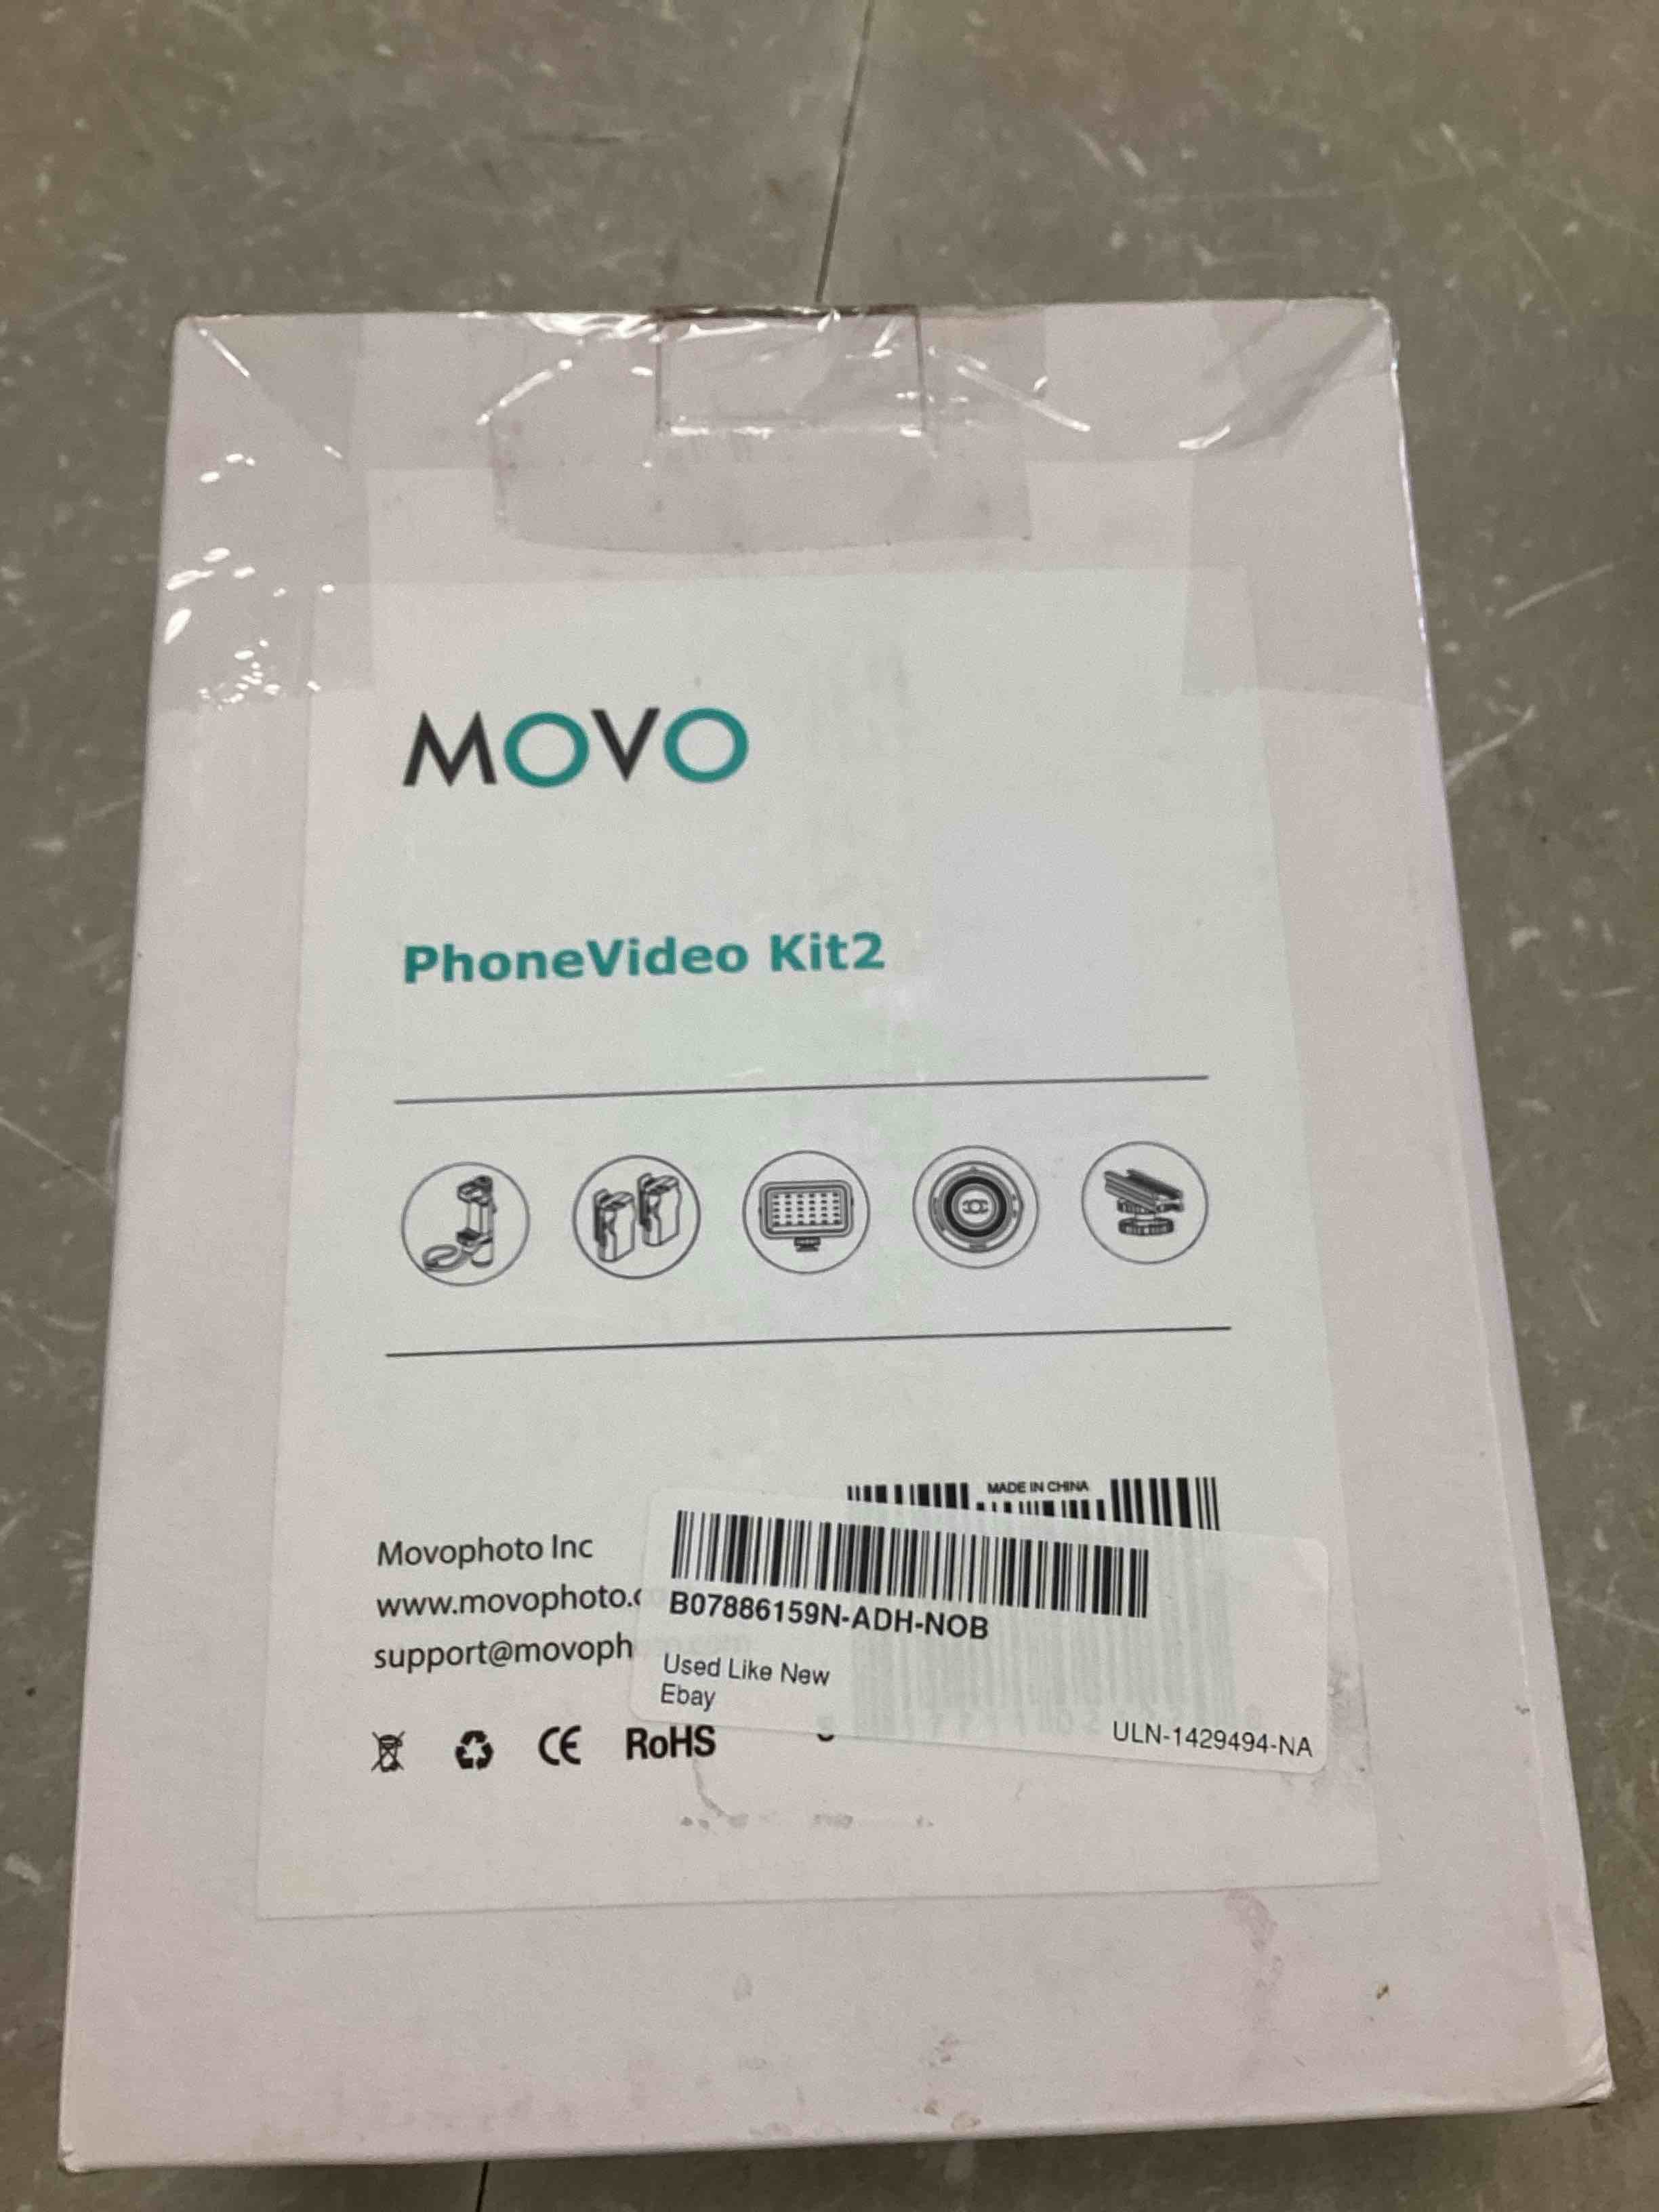 MOVO
PhoneVideo Kit2
MADE IN CHINA
Movophoto Inc
www.movophoto.c
support@movoph
B07886159N-ADH-NOB
Used Like New
Ebay
ULN-1429494-NA
CE RoHS